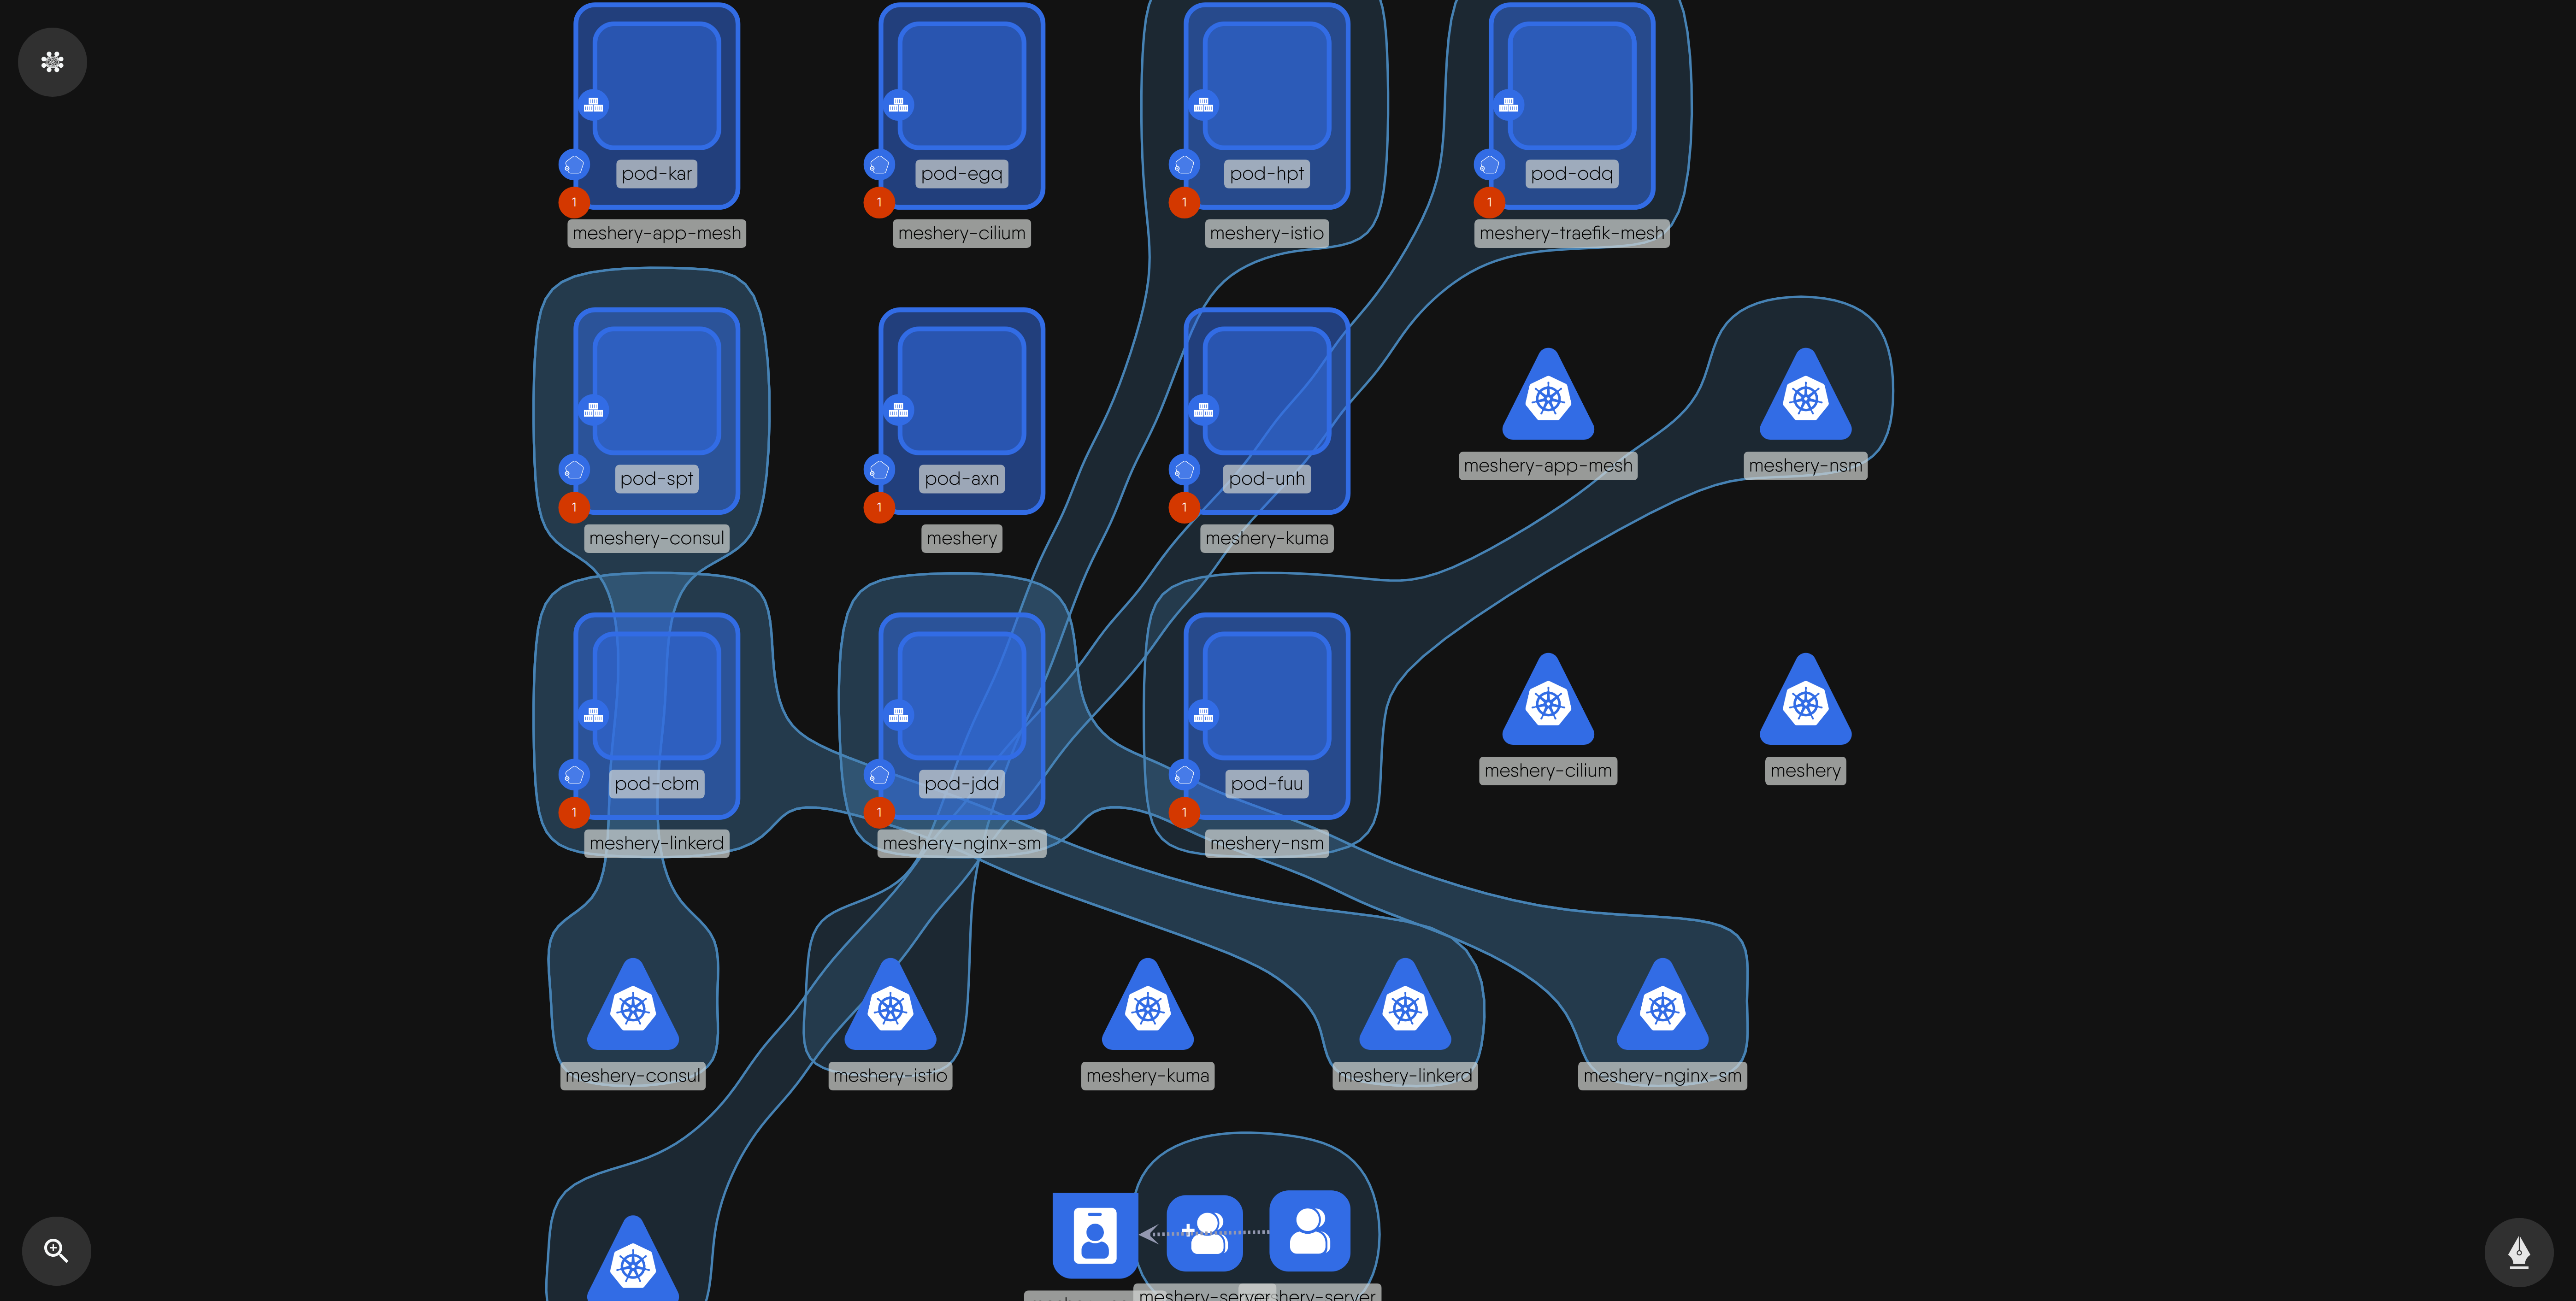 pod-kar
pod-egq
pod-hpt
pod-odq
1
1
1
1
meshery-app-mesh
meshery-cilium
meshery-istio
meshery-traefik-mesh
pod-spt
pod-axn
pod-unh
meshery-app-mesh
meshery-nsm
1
1
1
meshery-consul
meshery
meshery-kuma
pod-cbm
pod-jdd
pod-fuu
meshery-cilium
meshery
1
1
1
meshery-linkerd
meshery-nginx-sm
meshery-nsm
meshery-consul
meshery-istio
meshery-kuma
meshery-linkerd
meshery-nginx-sm
meshery-server